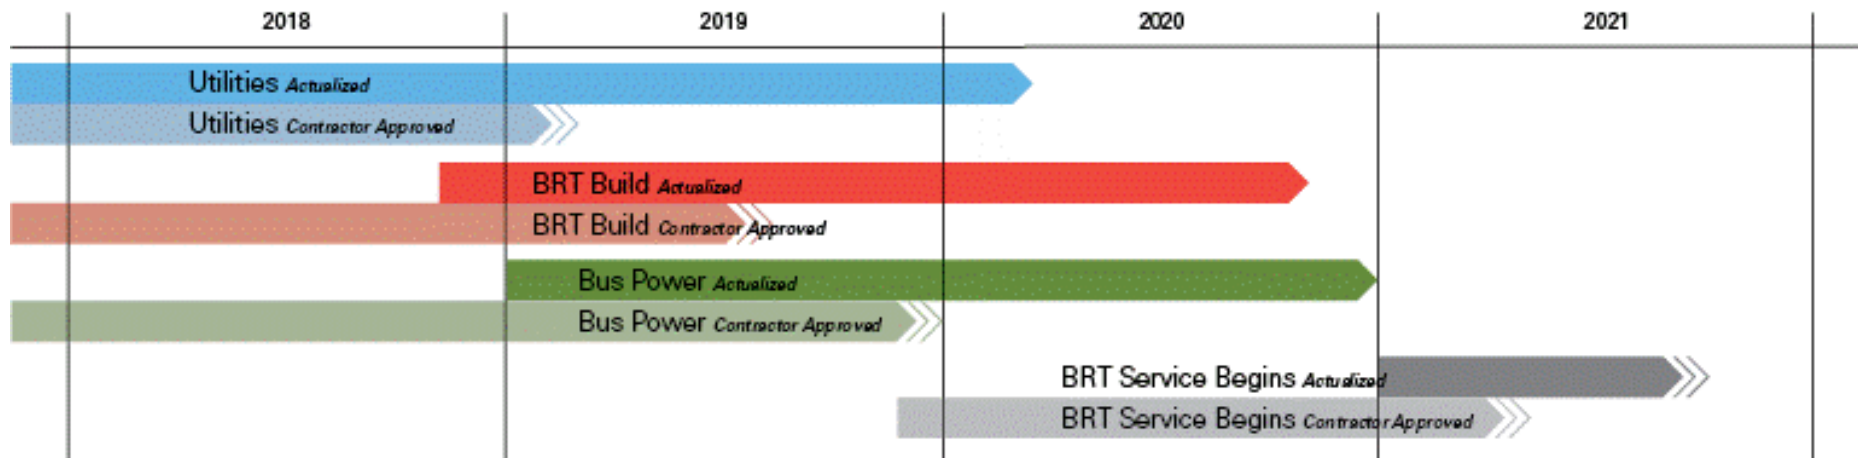 2018 2019 2020 2021
Utilities Actualized
Utilities Contractor Approved
BRT Build Actualized
BRT Build Contractor Approved
Bus Power Actualized
Bus Power Contractor Approved
BRT Service Begins Actualized
BRT Service Begins Contractor Approved